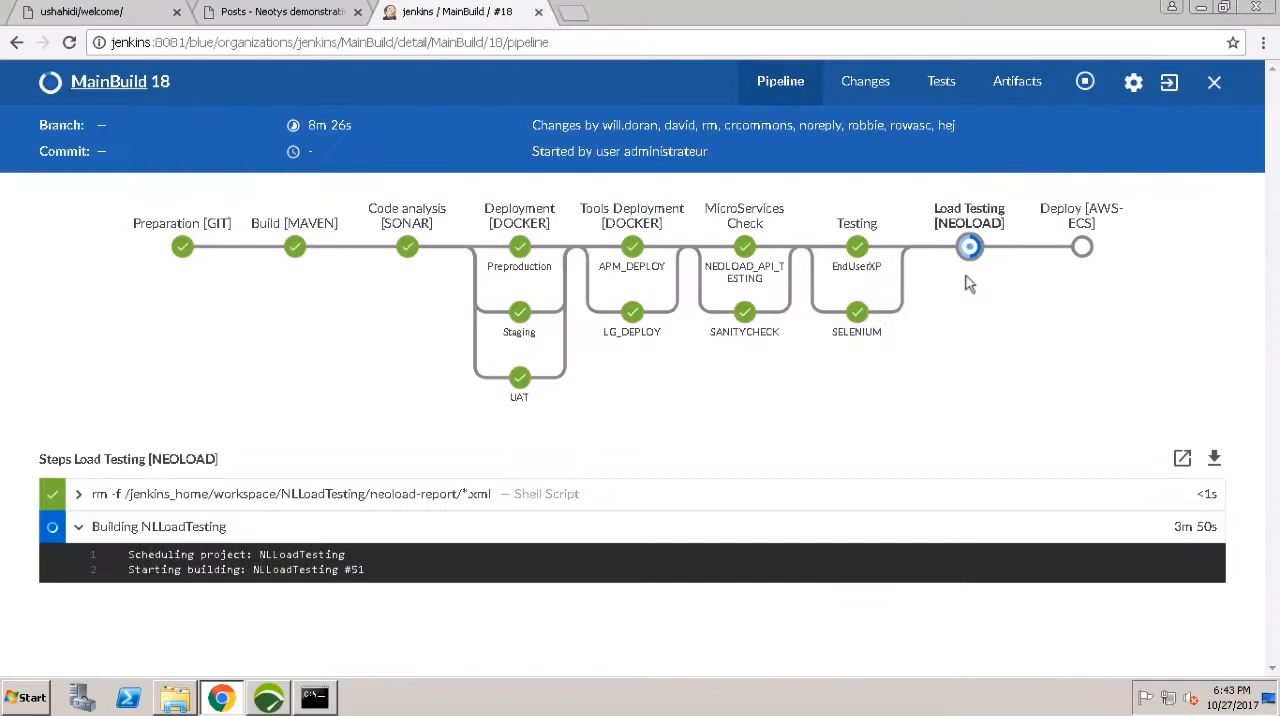 ushahidi/welcome/
Posts - Neotys demonstrati
jenkins / MainBuild / #18
jenkins:8081/blue/organizations/jenkins/MainBuild/detail/MainBuild/18/pipeline
MainBuild 18
Pipeline
Changes
Tests
Artifacts
Branch: —
8m 26s
Changes by will.doran, david, rm, crcommons, noreply, robbie, rowasc, hej
Commit: —
-
Started by user administrateur
Preparation [GIT]
Build [MAVEN]
Code analysis
[SONAR]
Deployment
[DOCKER]
Tools Deployment
[DOCKER]
MicroServices
Check
Testing
Load Testing
[NEOLOAD]
Deploy [AWS-
ECS]
Preproduction
APM_DEPLOY
NEOLOAD_API_T
ESTING
EndUserXP
Staging
LG_DEPLOY
SANITYCHECK
SELENIUM
UAT
Steps Load Testing [NEOLOAD]
rm -f /jenkins_home/workspace/NLLoadTesting/neoload-report/*.xml — Shell Script
<1s
Building NLLoadTesting
3m 50s
1 Scheduling project: NLLoadTesting
2 Starting building: NLLoadTesting #51
Start
6:43 PM
10/27/2017